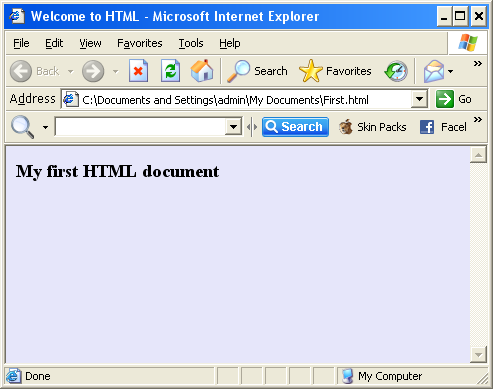 Welcome to HTML - Microsoft Internet Explorer
File Edit View Favorites Tools Help
Back Search Favorites »
Address C:\Documents and Settings\admin\My Documents\First.html Go
Search Skin Packs Facel »
My first HTML document
Done My Computer